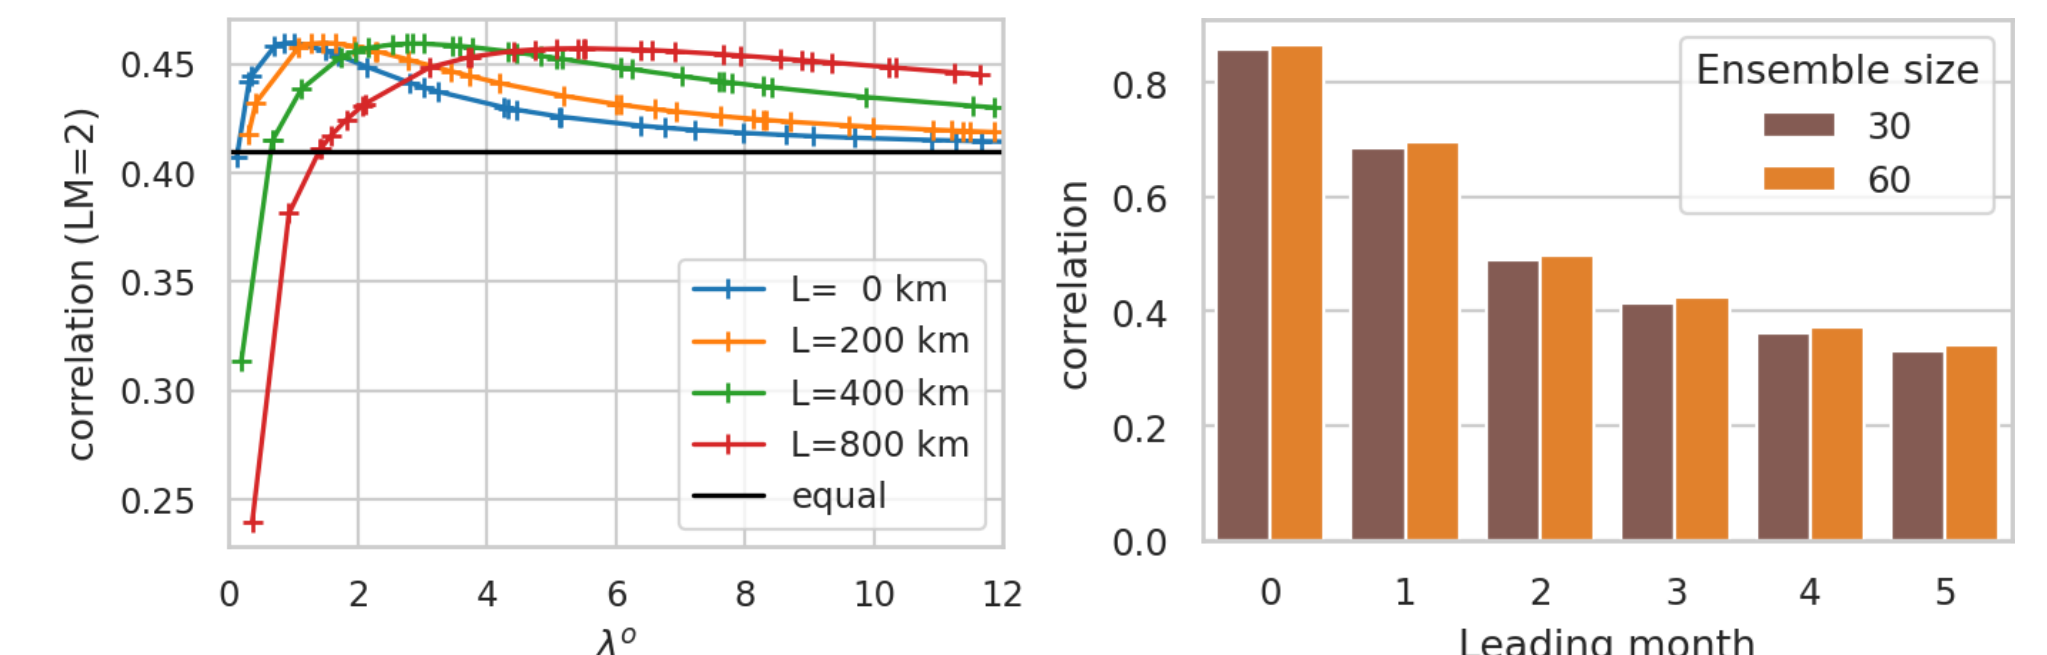 correlation (LM=2)
0.45
0.40
0.35
0.30
0.25
L= 0 km
L=200 km
L=400 km
L=800 km
equal
0 2 4 6 8 10 12
λᵒ
correlation
0.8
0.6
0.4
0.2
0.0
Ensemble size
30
60
0 1 2 3 4 5
Leading month